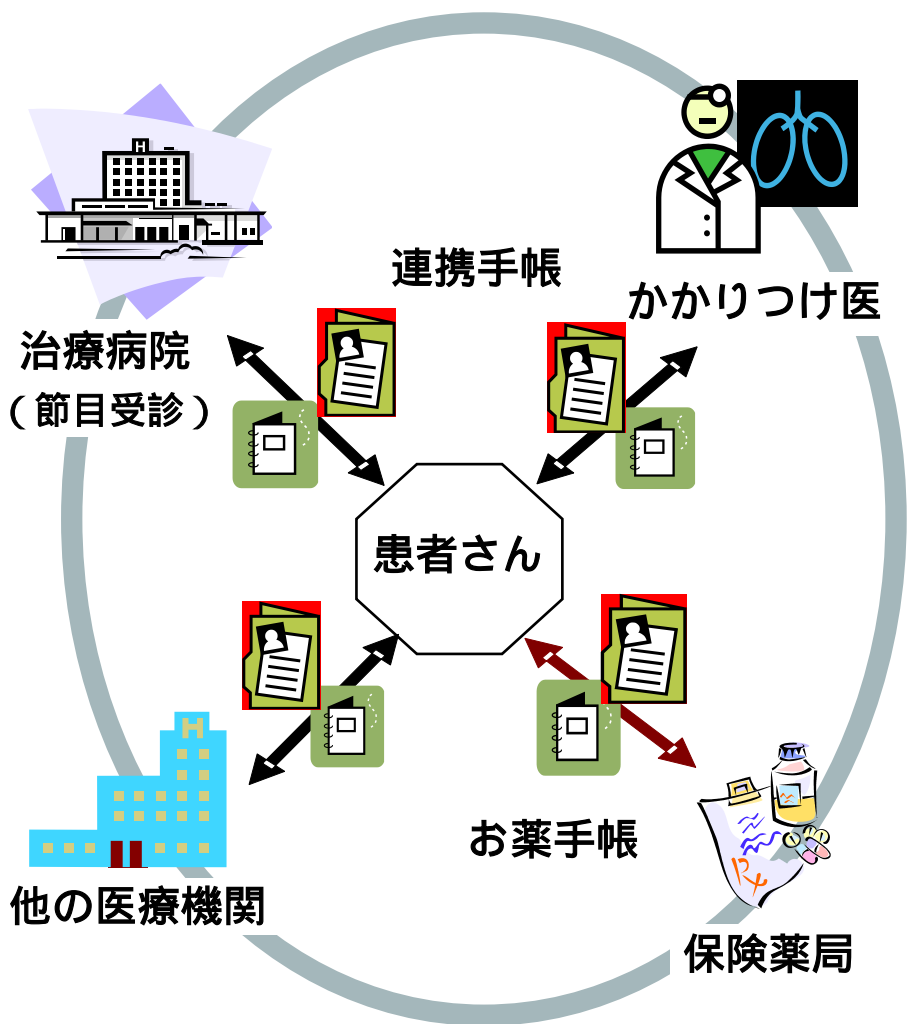 連携手帳
かかりつけ医
治療病院
（節目受診）
患者さん
お薬手帳
他の医療機関
保険薬局
H
H
Rx